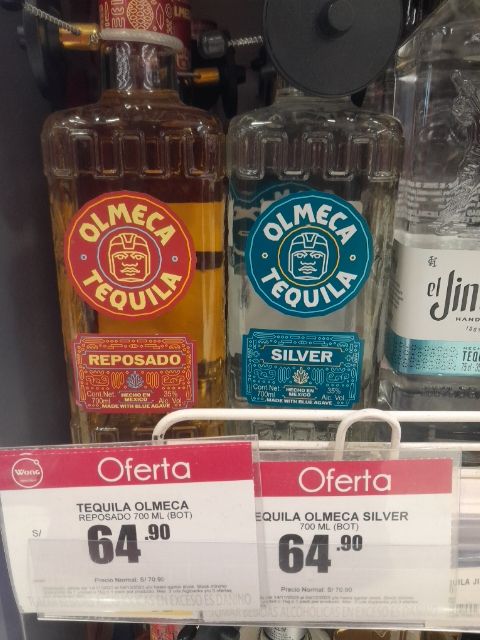 OLMECA
TEQUILA
REPOSADO
Cont.Net.
700ml
HECHO EN
MEXICO
35%
Alc Vol
MADE WITH BLUE AGAVE
OLMECA
TEQUILA
SILVER
Cont.Net.
700ml
HECHO EN
MEXICO
35%
Alc. Vol
MADE WITH BLUE AGAVE
el Jim
HAND
TEQ
Wong
Oferta
TEQUILA OLMECA
REPOSADO 700 ML (BOT)
S/
64.90
Precio Normal: S/ 70.90
Oferta
EQUILA OLMECA SILVER
700 ML (BOT)
64.90
Precio Normal: S/ 70.90